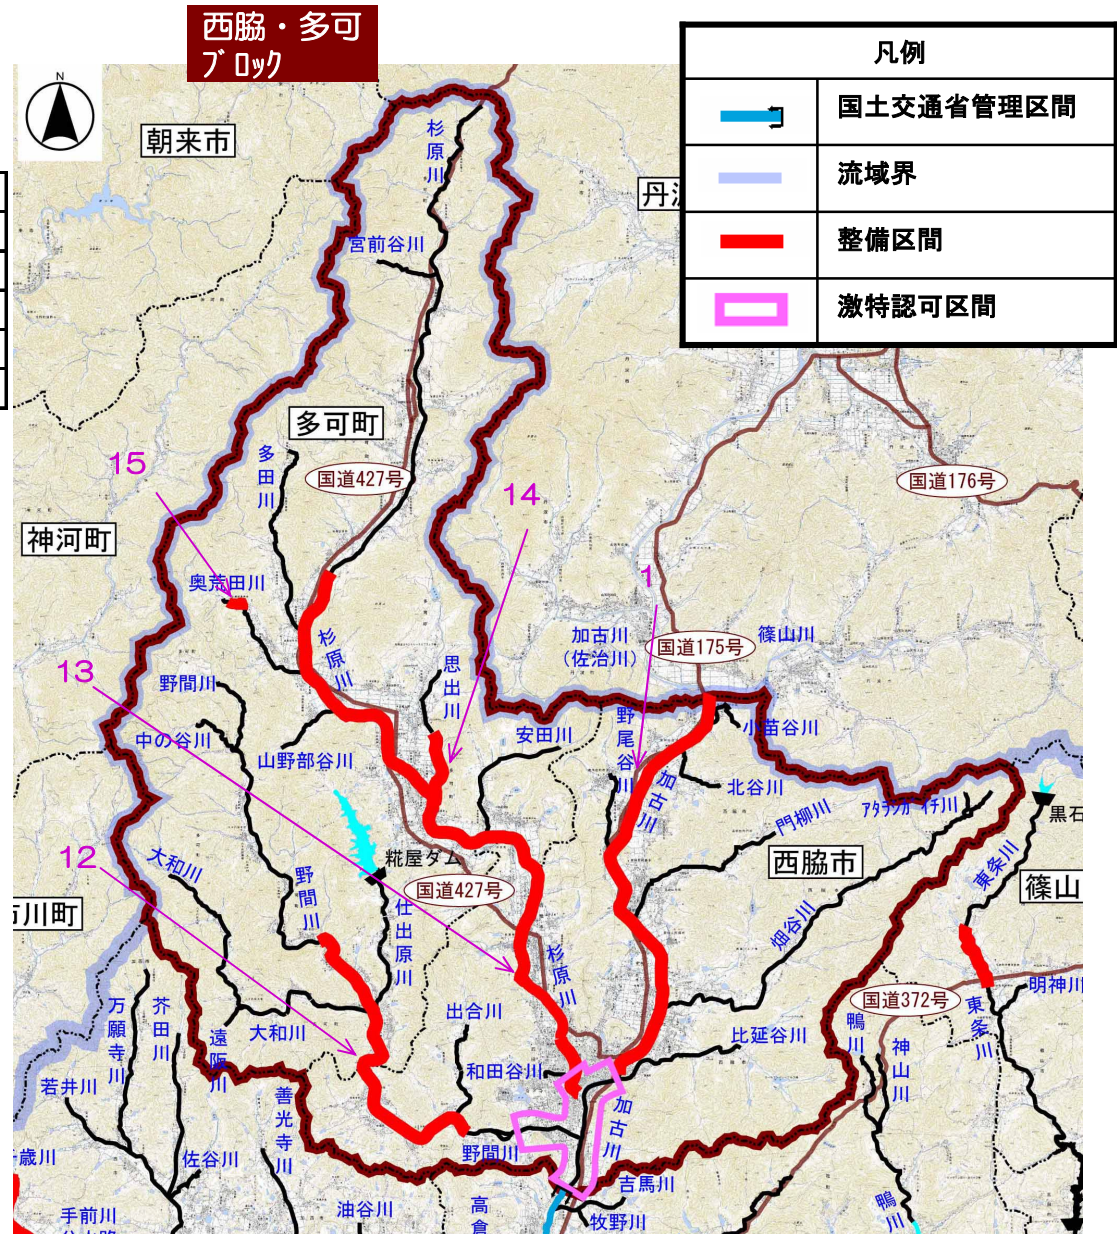 西脇・多可
ブロック
凡例
国土交通省管理区間
流域界
整備区間
激特認可区間
N
朝来市
杉原川
宮前谷川
多可町
多田川
国道427号
国道176号
15
14
神河町
奥荒田川
1
加古川
(佐治川)
篠山川
国道175号
杉原川
思出川
13
野間川
中の谷川
山野部谷川
安田川
野尾谷川
小苗谷川
北谷川
加古川
門柳川
アタランガイチ川
黒石
糀屋ダム
12
大和川
野間川
国道427号
西脇市
東条川
篠山
市川町
仕出原川
畑谷川
杉原川
万願寺川
芥田川
遠阪川
大和川
出合川
国道372号
明神川
東条川
鴨川
神山川
比延谷川
若井川
善光寺川
和田谷川
加古川
野間川
千歳川
佐谷川
吉馬川
手前川
油谷川
高倉
牧野川
鴨川